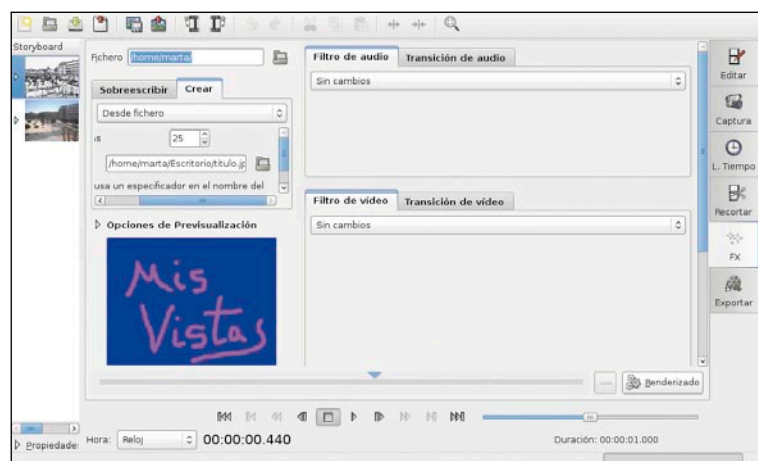 Storyboard
Fichero /home/marta/
Sobreescribir Crear
Desde fichero
25
/home/marta/Escritorio/titulo.jp
usa un especificador en el nombre del
Opciones de Previsualización
Mis
Vistas
Filtro de audio Transición de audio
Sin cambios
Filtro de vídeo Transición de vídeo
Sin cambios
Editar
Captura
L. Tiempo
Recortar
FX
Exportar
Renderizado
Propiedade:
Hora: Reloj 00:00:00.440
Duración: 00:00:01.000